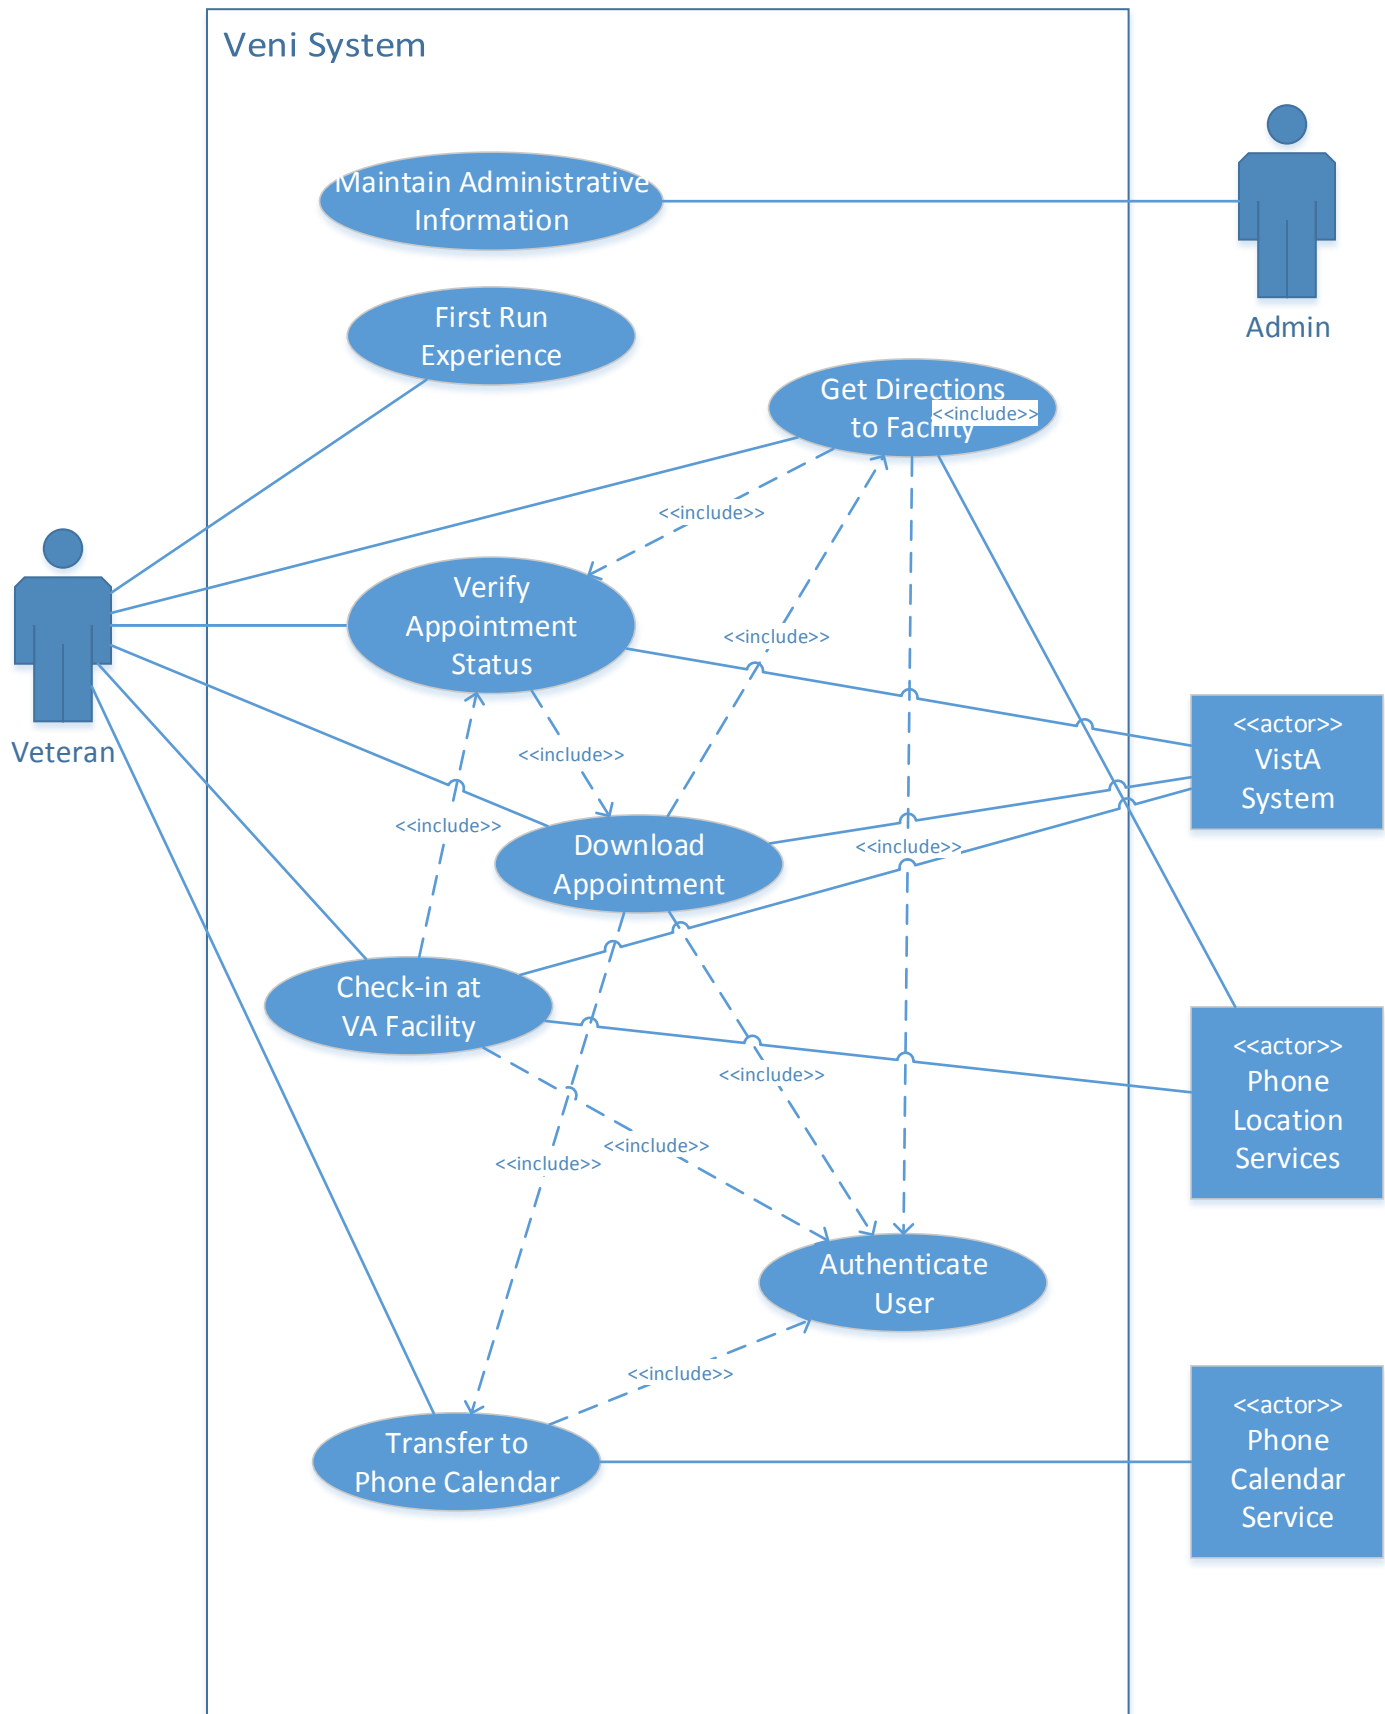 Veni System
Maintain Administrative
Information
Admin
First Run
Experience
Get Directions
to Facility
<<include>>
<<include>>
Veteran
Verify
Appointment
Status
<<include>>
<<include>>
<<include>>
<<actor>>
VistA
System
Download
Appointment
<<include>>
Check-in at
VA Facility
<<include>>
<<include>>
<<include>>
<<actor>>
Phone
Location
Services
Authenticate
User
<<include>>
Transfer to
Phone Calendar
<<actor>>
Phone
Calendar
Service